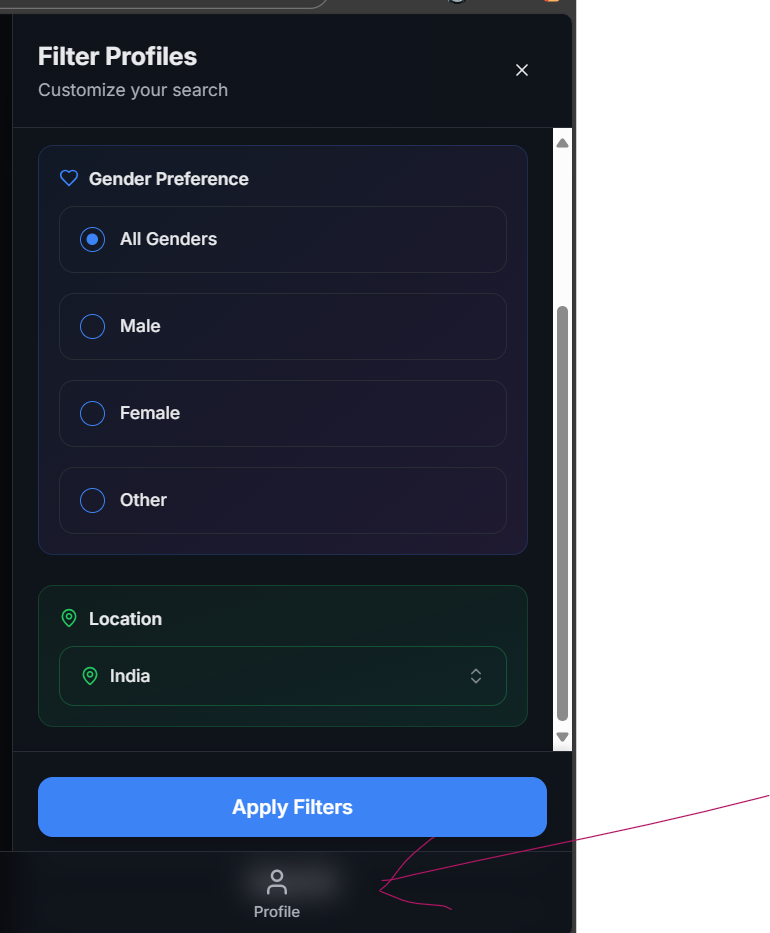 Filter Profiles
Customize your search
Gender Preference
All Genders
Male
Female
Other
Location
India
Apply Filters
Profile